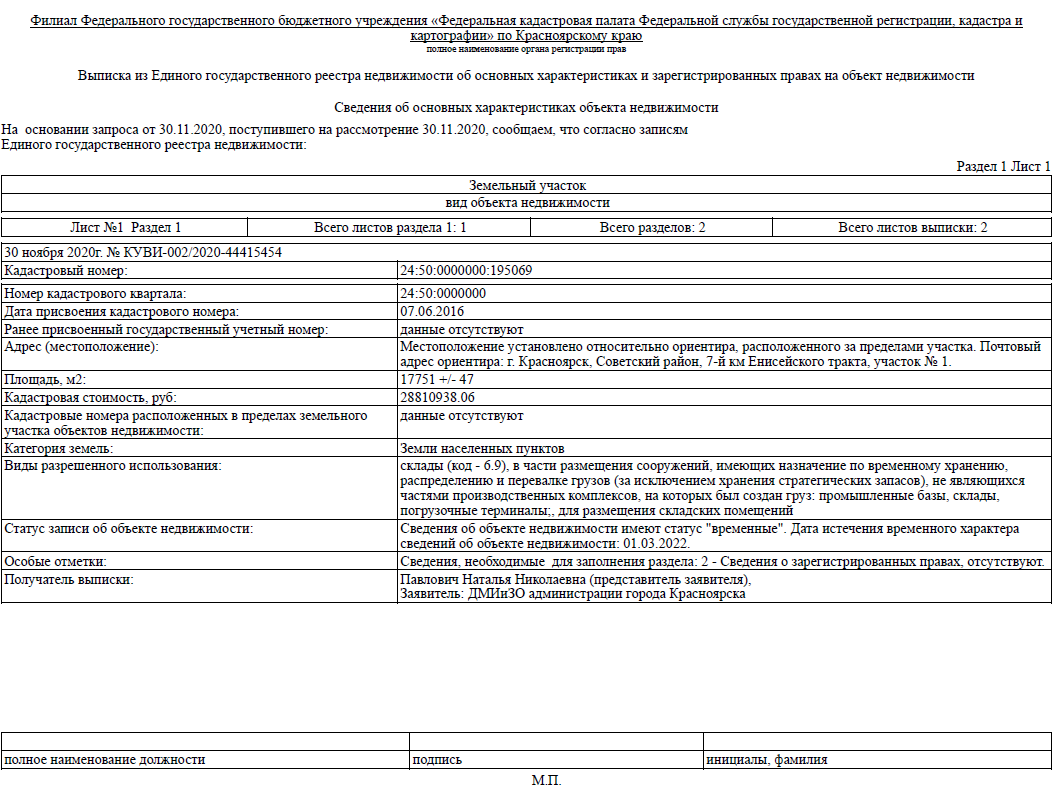 Филиал Федерального государственного бюджетного учреждения «Федеральная кадастровая палата Федеральной службы государственной регистрации, кадастра и
картографии» по Красноярскому краю
полное наименование органа регистрации прав
Выписка из Единого государственного реестра недвижимости об основных характеристиках и зарегистрированных правах на объект недвижимости
Сведения об основных характеристиках объекта недвижимости
На основании запроса от 30.11.2020, поступившего на рассмотрение 30.11.2020, сообщаем, что согласно записям
Единого государственного реестра недвижимости:
Раздел 1 Лист 1
Земельный участок
вид объекта недвижимости
Лист №1 Раздел 1 Всего листов раздела 1: 1 Всего разделов: 2 Всего листов выписки: 2
30 ноября 2020г. № КУВИ-002/2020-44415454
Кадастровый номер: 24:50:0000000:195069
Номер кадастрового квартала: 24:50:0000000
Дата присвоения кадастрового номера: 07.06.2016
Ранее присвоенный государственный учетный номер: данные отсутствуют
Адрес (местоположение): Местоположение установлено относительно ориентира, расположенного за пределами участка. Почтовый
адрес ориентира: г. Красноярск, Советский район, 7-й км Енисейского тракта, участок № 1.
Площадь, м2: 17751 +/- 47
Кадастровая стоимость, руб: 28810938.06
Кадастровые номера расположенных в пределах земельного данные отсутствуют
участка объектов недвижимости:
Категория земель: Земли населенных пунктов
Виды разрешенного использования: склады (код - 6.9), в части размещения сооружений, имеющих назначение по временному хранению,
распределению и перевалке грузов (за исключением хранения стратегических запасов), не являющихся
частями производственных комплексов, на которых был создан груз: промышленные базы, склады,
погрузочные терминалы;, для размещения складских помещений
Статус записи об объекте недвижимости: Сведения об объекте недвижимости имеют статус "временные". Дата истечения временного характера
сведений об объекте недвижимости: 01.03.2022.
Особые отметки: Сведения, необходимые для заполнения раздела: 2 - Сведения о зарегистрированных правах, отсутствуют.
Получатель выписки: Павлович Наталья Николаевна (представитель заявителя),
Заявитель: ДМИиЗО администрации города Красноярска
полное наименование должности подпись инициалы, фамилия
М.П.